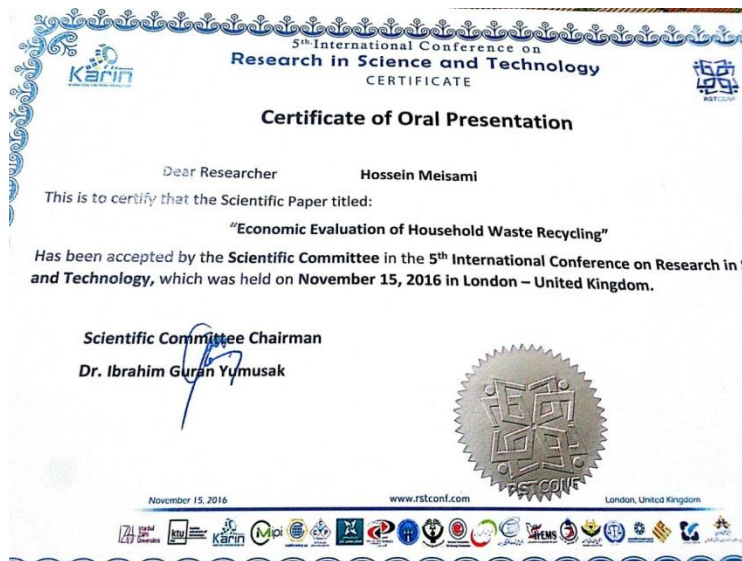 5th International Conference on
Research in Science and Technology
CERTIFICATE
Karin
RSTCONF
Certificate of Oral Presentation
Dear Researcher Hossein Meisami
This is to certify that the Scientific Paper titled:
"Economic Evaluation of Household Waste Recycling"
Has been accepted by the Scientific Committee in the 5th International Conference on Research in
and Technology, which was held on November 15, 2016 in London – United Kingdom.
Scientific Committee Chairman
Dr. Ibrahim Guran Yumusak
RSTCONF
November 15, 2016 www.rstconf.com London, United Kingdom
ktu Karin Mipi